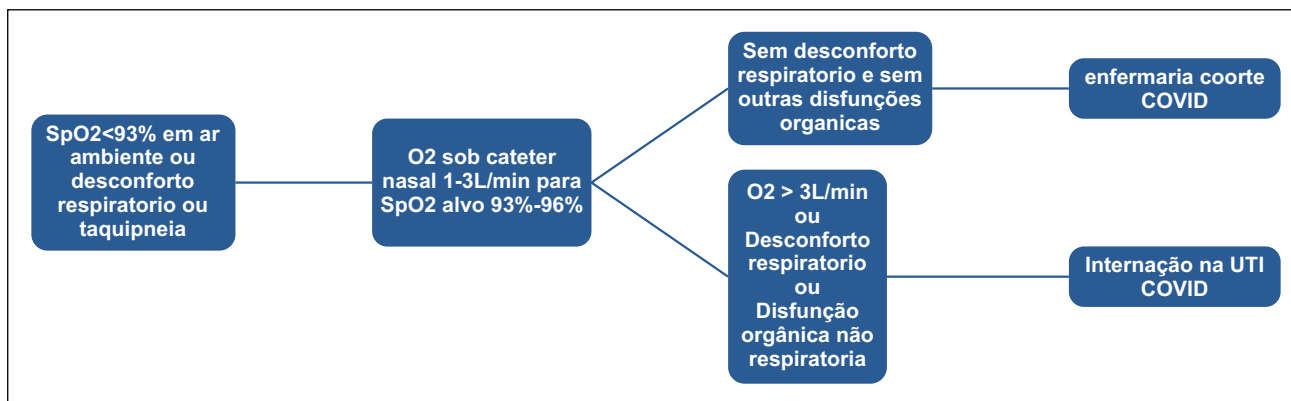 SpO2<93% em ar
ambiente ou
desconforto
respiratorio ou
taquipneia
O2 sob cateter
nasal 1-3L/min para
SpO2 alvo 93%-96%
Sem desconforto
respiratorio e sem
outras disfunções
organicas
enfermaria coorte
COVID
O2 > 3L/min
ou
Desconforto
respiratorio
ou
Disfunção
orgânica não
respiratoria
Internação na UTI
COVID